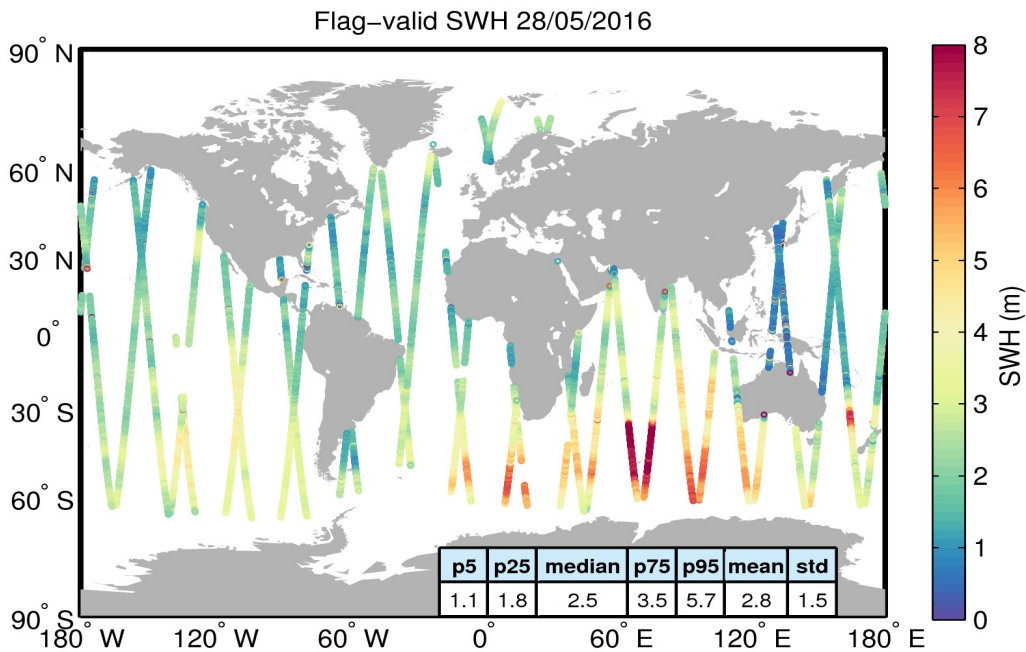 Flag−valid SWH 28/05/2016
90° N
60° N
30° N
0°
30° S
60° S
90° S
180° W
120° W
60° W
0°
60° E
120° E
180° E
p5 p25 median p75 p95 mean std
1.1 1.8 2.5 3.5 5.7 2.8 1.5
8
7
6
5
4
3
2
1
0
SWH (m)